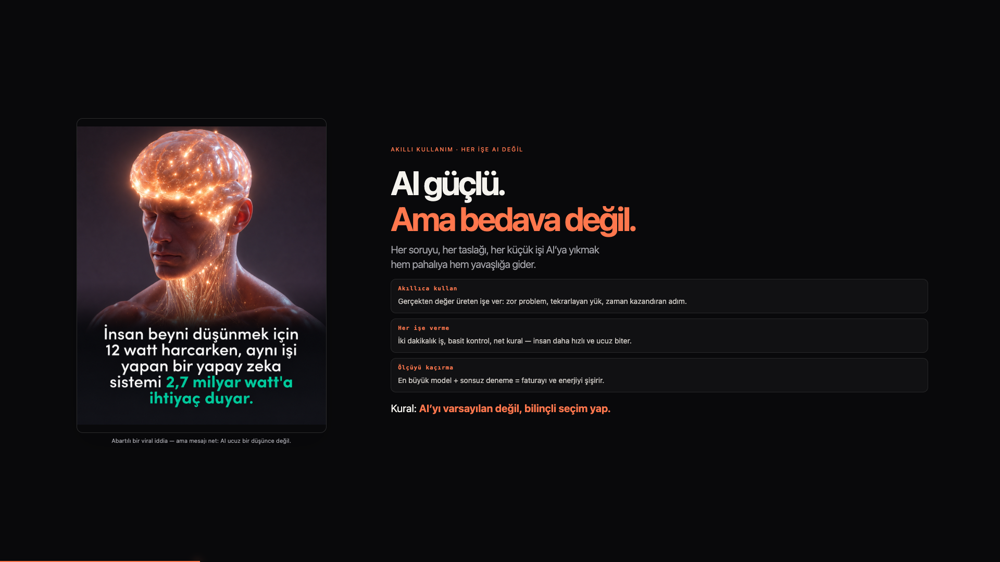 İnsan beyni düşünmek için
12 watt harcarken, aynı işi
yapan bir yapay zeka
sistemi 2,7 milyar watt'a
ihtiyaç duyar.
Abartılı bir viral iddia — ama mesajı net: AI ucuz bir düşünce değil.
AKILLI KULLANIM · HER İŞE AI DEĞİL
AI güçlü.
Ama bedava değil.
Her soruyu, her taslağı, her küçük işi AI’ya yıkmak
hem pahalıya hem yavaşlığa gider.
Akıllıca kullan
Gerçekten değer üreten işe ver: zor problem, tekrarlayan yük, zaman kazandıran adım.
Her işe verme
İki dakikalık iş, basit kontrol, net kural — insan daha hızlı ve ucuz biter.
Ölçüyü kaçırma
En büyük model + sonsuz deneme = faturayı ve enerjiyi şişirir.
Kural: AI’yı varsayılan değil, bilinçli seçim yap.